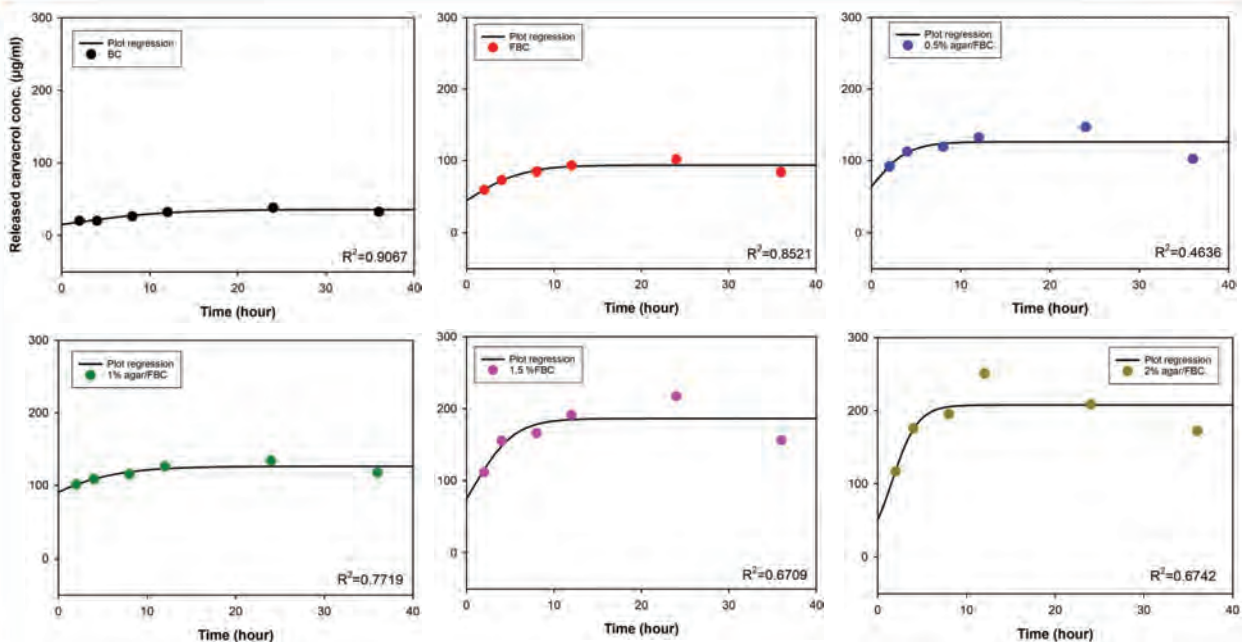 300
Plot regression
BC
200
100
0
Released carvacrol conc. (µg/ml)
R²=0.9067
0 10 20 30 40
Time (hour)
300
Plot regression
FBC
200
100
0
R²=0.8521
0 10 20 30 40
Time (hour)
300
Plot regression
0.5% agar/FBC
200
100
0
R²=0.4636
0 10 20 30 40
Time (hour)
300
Plot regression
1% agar/FBC
200
100
0
R²=0.7719
0 10 20 30 40
Time (hour)
300
Plot regression
1,5 %FBC
200
100
0
R²=0.6709
0 10 20 30 40
Time (hour)
300
Plot regression
2% agar/FBC
200
100
0
R²=0.6742
0 10 20 30 40
Time (hour)